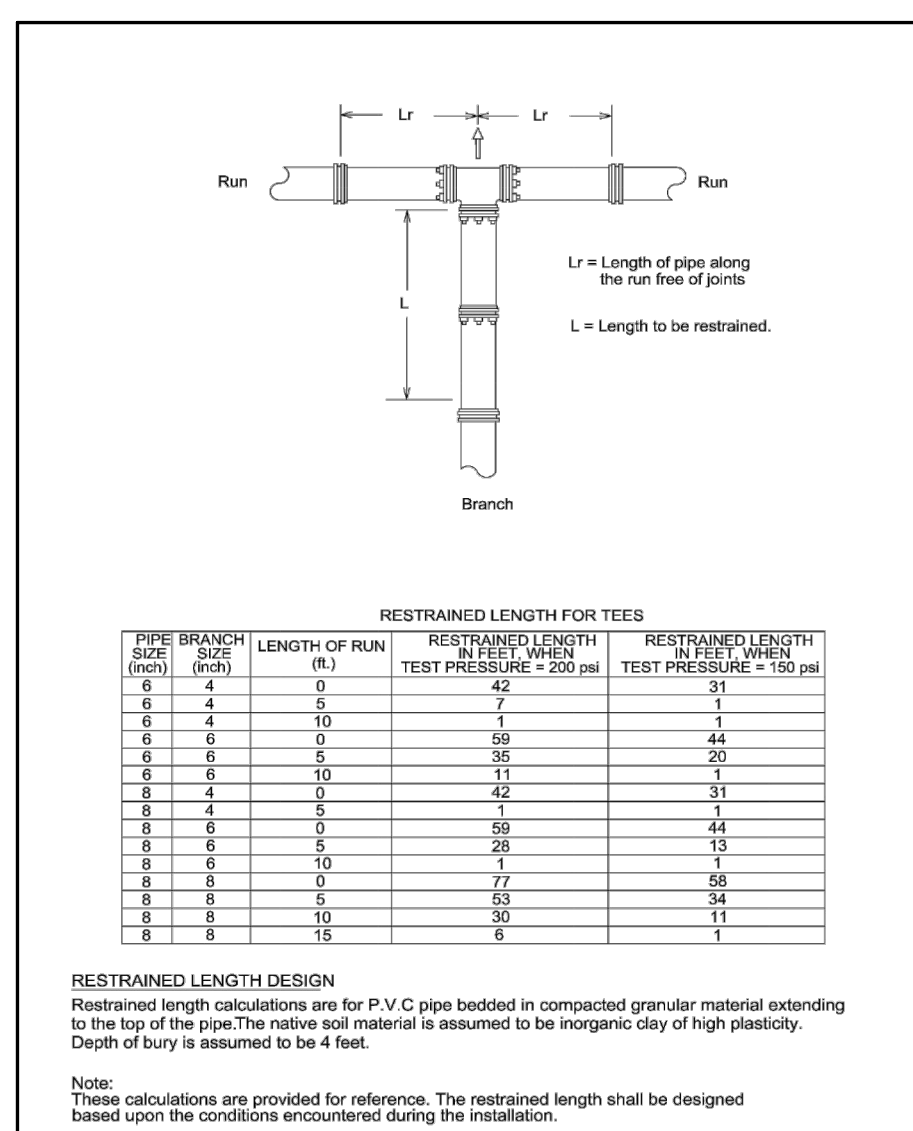 Lr Lr
Run Run
Lr = Length of pipe along
the run free of joints
L
L = Length to be restrained.
Branch
RESTRAINED LENGTH FOR TEES
PIPE SIZE (inch) BRANCH SIZE (inch) LENGTH OF RUN (ft.) RESTRAINED LENGTH IN FEET, WHEN TEST PRESSURE = 200 psi RESTRAINED LENGTH IN FEET, WHEN TEST PRESSURE = 150 psi
6 4 0 42 31
6 4 5 7 1
6 4 10 1 1
6 6 0 59 44
6 6 5 35 20
6 6 10 11 1
8 4 0 42 31
8 4 5 1 1
8 6 0 59 44
8 6 5 28 13
8 6 10 1 1
8 8 0 77 58
8 8 5 53 34
8 8 10 30 11
8 8 15 6 1
RESTRAINED LENGTH DESIGN
Restrained length calculations are for P.V.C pipe bedded in compacted granular material extending
to the top of the pipe.The native soil material is assumed to be inorganic clay of high plasticity.
Depth of bury is assumed to be 4 feet.
Note:
These calculations are provided for reference. The restrained length shall be designed
based upon the conditions encountered during the installation.